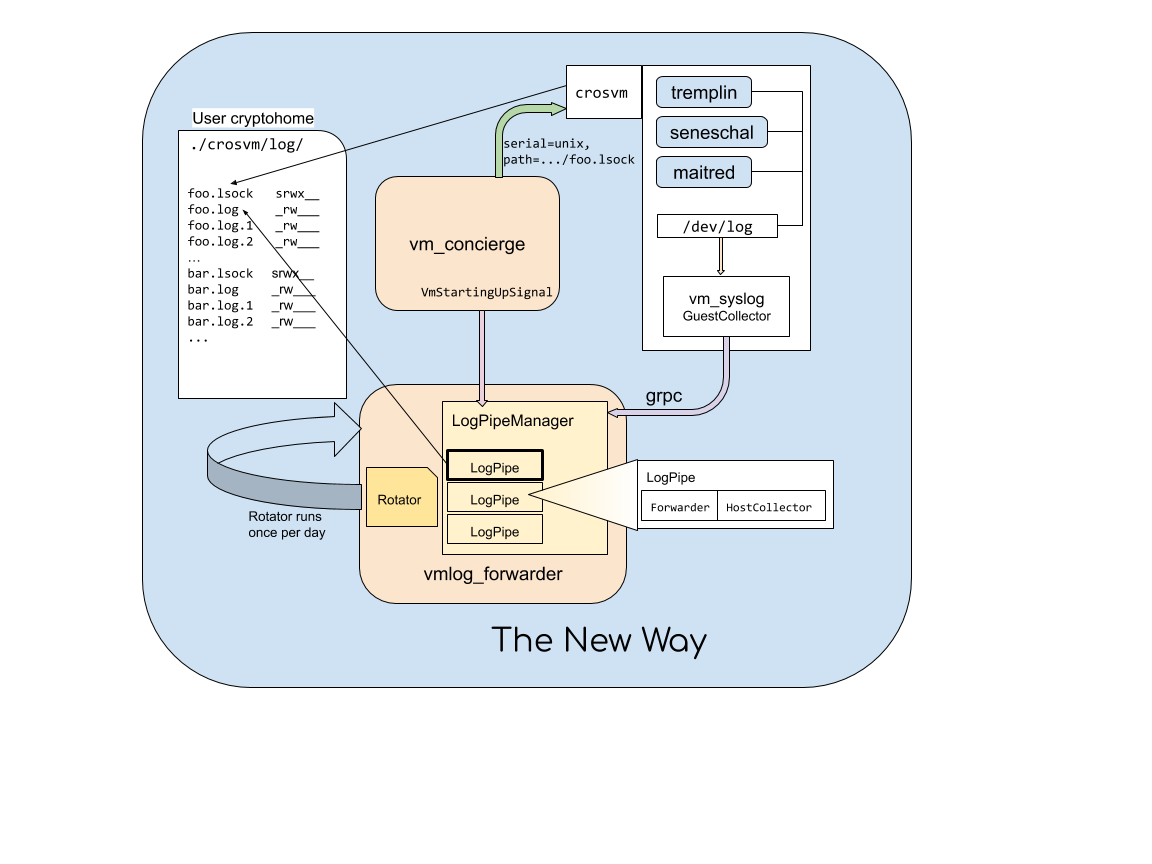 User cryptohome
./crosvm/log/
foo.lsock srwx__
foo.log _rw___
foo.log.1 _rw___
foo.log.2 _rw___
...
bar.lsock srwx__
bar.log _rw___
bar.log.1 _rw___
bar.log.2 _rw___
...
crosvm
serial=unix,
path=.../foo.lsock
tremplin
seneschal
maitred
/dev/log
vm_syslog
GuestCollector
vm_concierge
VmStartingUpSignal
grpc
LogPipeManager
LogPipe
LogPipe
LogPipe
Rotator
Rotator runs
once per day
vmlog_forwarder
LogPipe
Forwarder HostCollector
The New Way